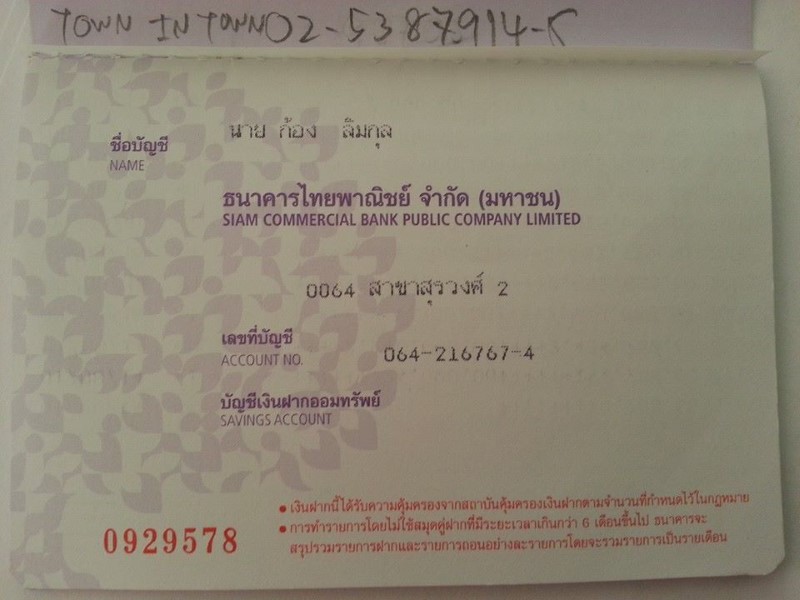 TOWN IN TOWN 02-5387914-5
นาย ก้อง ลิมกุล
ชื่อบัญชี
NAME
ธนาคารไทยพาณิชย์ จำกัด (มหาชน)
SIAM COMMERCIAL BANK PUBLIC COMPANY LIMITED
0064 สาขาสุรวงศ์ 2
เลขที่บัญชี
ACCOUNT NO. 064-216767-4
บัญชีเงินฝากออมทรัพย์
SAVINGS ACCOUNT
● เงินฝากนี้ได้รับความคุ้มครองจากสถาบันคุ้มครองเงินฝากตามจำนวนที่กำหนดไว้ในกฎหมาย
● การทำรายการโดยไม่ใช้สมุดคู่ฝากที่มีระยะเวลาเกินกว่า 6 เดือนขึ้นไป ธนาคารจะ
สรุปรวมรายการฝากและรายการถอนอย่างละรายการโดยจะรวมรายการเป็นรายเดือน
0929578